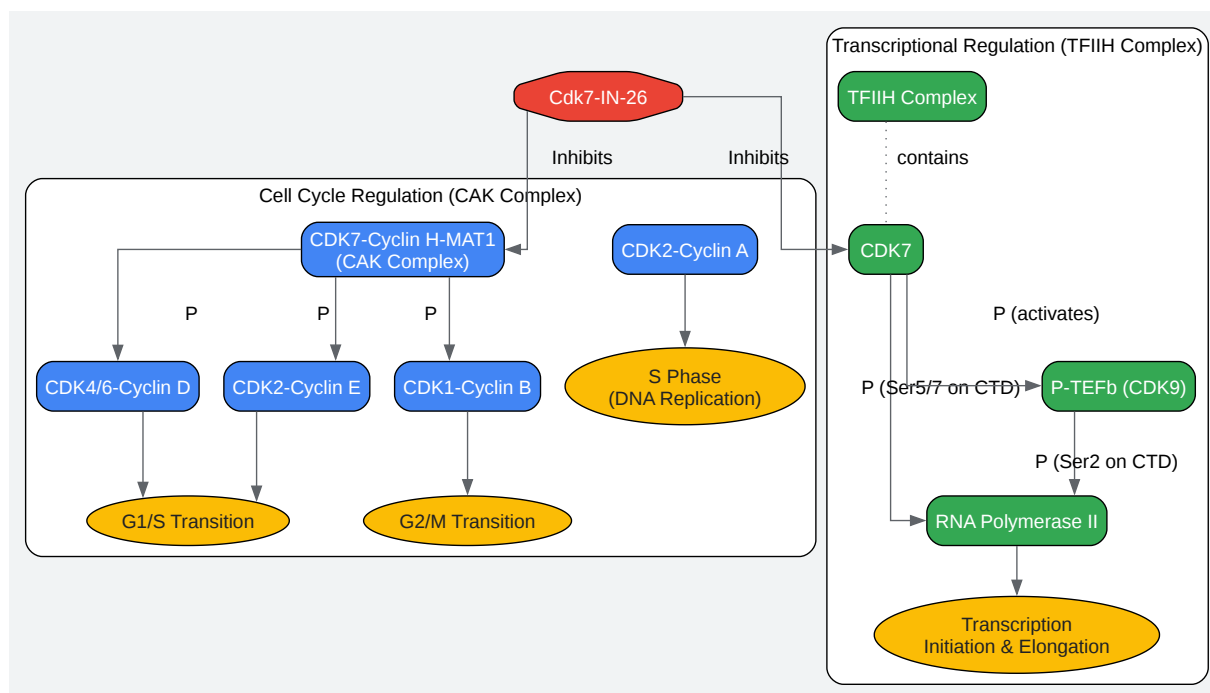 Transcriptional Regulation (TFIIH Complex)
Cdk7-IN-26
TFIIH Complex
Inhibits
Inhibits
contains
Cell Cycle Regulation (CAK Complex)
CDK7-Cyclin H-MAT1
(CAK Complex)
CDK2-Cyclin A
CDK7
P
P
P
P (activates)
CDK4/6-Cyclin D
CDK2-Cyclin E
CDK1-Cyclin B
S Phase
(DNA Replication)
P (Ser5/7 on CTD)
P-TEFb (CDK9)
P (Ser2 on CTD)
G1/S Transition
G2/M Transition
RNA Polymerase II
Transcription
Initiation & Elongation